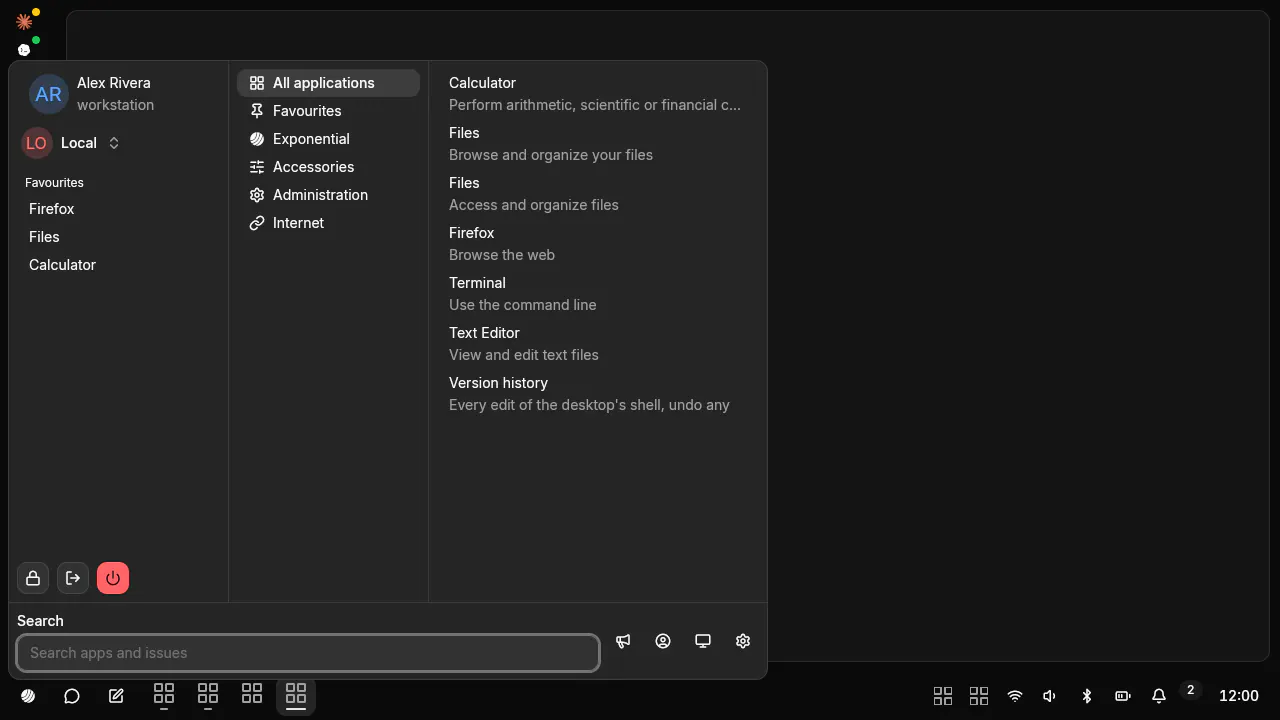 AR
Alex Rivera
workstation
LO
Local
Favourites
Firefox
Files
Calculator
All applications
Favourites
Exponential
Accessories
Administration
Internet
Calculator
Perform arithmetic, scientific or financial c...
Files
Browse and organize your files
Files
Access and organize files
Firefox
Browse the web
Terminal
Use the command line
Text Editor
View and edit text files
Version history
Every edit of the desktop's shell, undo any
Search
Search apps and issues
2
12:00